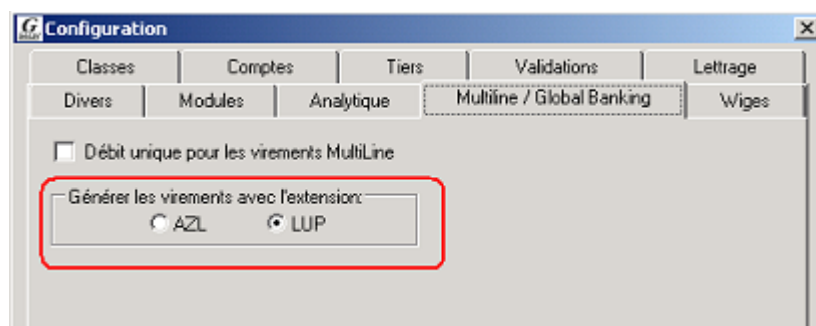 Configuration
Classes Comptes Tiers Validations Lettrage
Divers Modules Analytique Multiline / Global Banking Wiges
Débit unique pour les virements MultiLine
Générer les virements avec l'extension:
AZL LUP